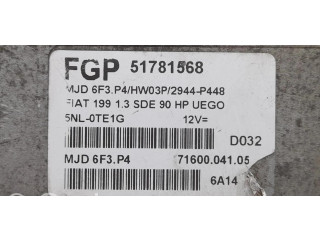 FGP 51781568
MJD 6F3.P4/HW03P/2944-P448
FIAT 199 1.3 SDE 90 HP UEGO
5NL-0TE1G 12V=
D032
MJD 6F3.P4 71600.041.05
6A14